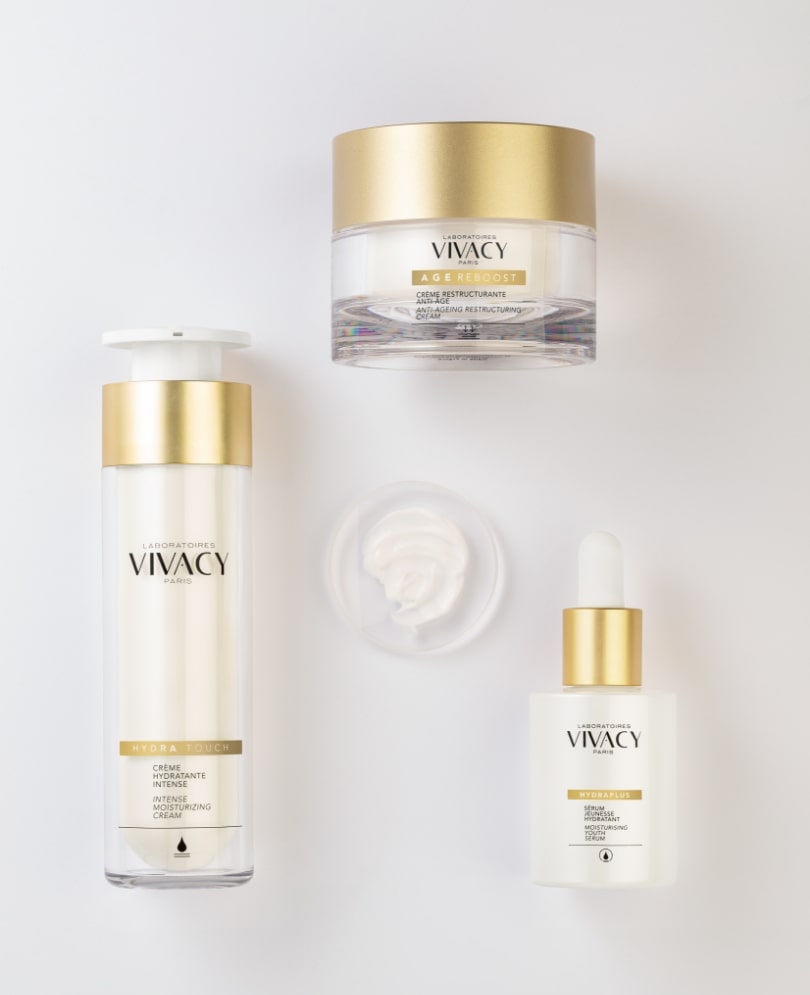 LABORATOIRES
VIVACY
PARIS
AGE REBOOST
CRÈME RESTRUCTURANTE
ANTI-ÂGE
ANTI-AGEING RESTRUCTURING
CREAM
LABORATOIRES
VIVACY
PARIS
HYDRA TOUCH
CRÈME
HYDRATANTE
INTENSE
INTENSE
MOISTURIZING
CREAM
LABORATOIRES
VIVACY
PARIS
HYDRAPLUS
SÉRUM
JEUNESSE
HYDRATANT
MOISTURISING
YOUTH
SERUM